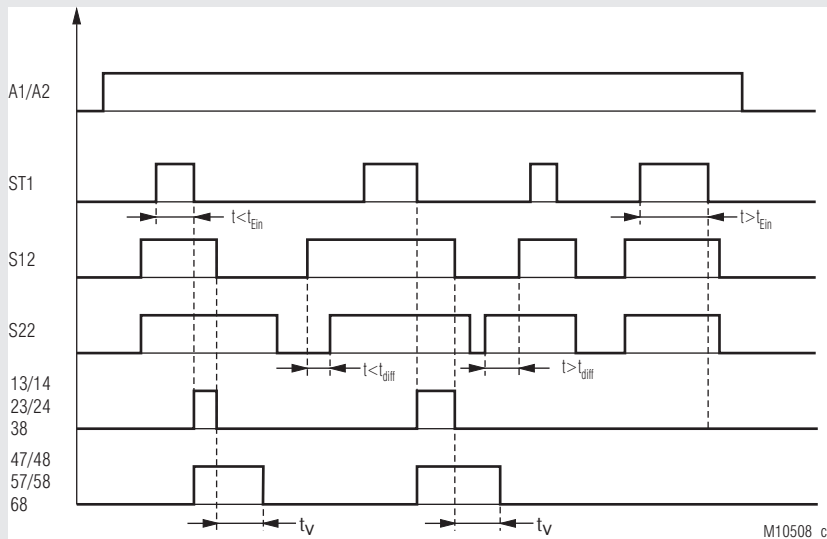 A1/A2
ST1
t<tEin
t>tEin
S12
S22
t<tdiff
t>tdiff
13/14
23/24
38
47/48
57/58
68
tv
tv
M10508_c